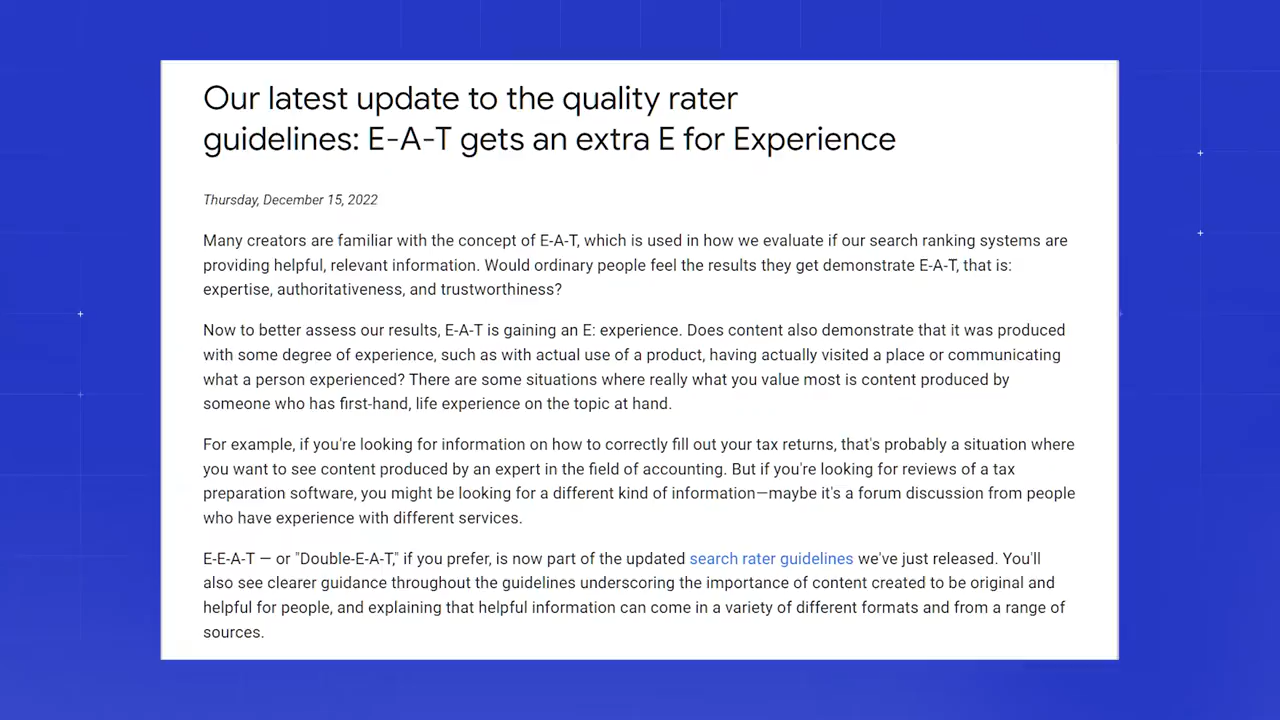 Our latest update to the quality rater
guidelines: E-A-T gets an extra E for Experience
Thursday, December 15, 2022
Many creators are familiar with the concept of E-A-T, which is used in how we evaluate if our search ranking systems are
providing helpful, relevant information. Would ordinary people feel the results they get demonstrate E-A-T, that is:
expertise, authoritativeness, and trustworthiness?
Now to better assess our results, E-A-T is gaining an E: experience. Does content also demonstrate that it was produced
with some degree of experience, such as with actual use of a product, having actually visited a place or communicating
what a person experienced? There are some situations where really what you value most is content produced by
someone who has first-hand, life experience on the topic at hand.
For example, if you're looking for information on how to correctly fill out your tax returns, that's probably a situation where
you want to see content produced by an expert in the field of accounting. But if you're looking for reviews of a tax
preparation software, you might be looking for a different kind of information—maybe it's a forum discussion from people
who have experience with different services.
E-E-A-T — or "Double-E-A-T," if you prefer, is now part of the updated search rater guidelines we've just released. You'll
also see clearer guidance throughout the guidelines underscoring the importance of content created to be original and
helpful for people, and explaining that helpful information can come in a variety of different formats and from a range of
sources.